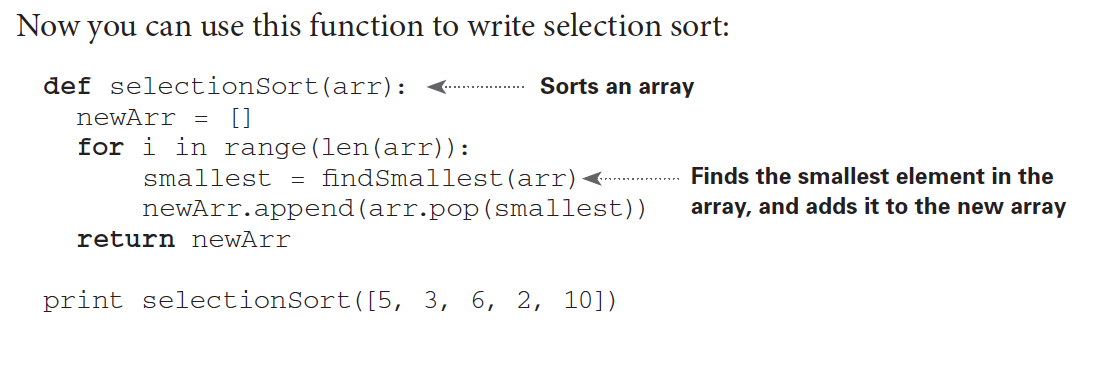 Now you can use this function to write selection sort:
def selectionSort(arr): Sorts an array
newArr = []
for i in range(len(arr)):
smallest = findSmallest(arr) Finds the smallest element in the
newArr.append(arr.pop(smallest)) array, and adds it to the new array
return newArr
print selectionSort([5, 3, 6, 2, 10])